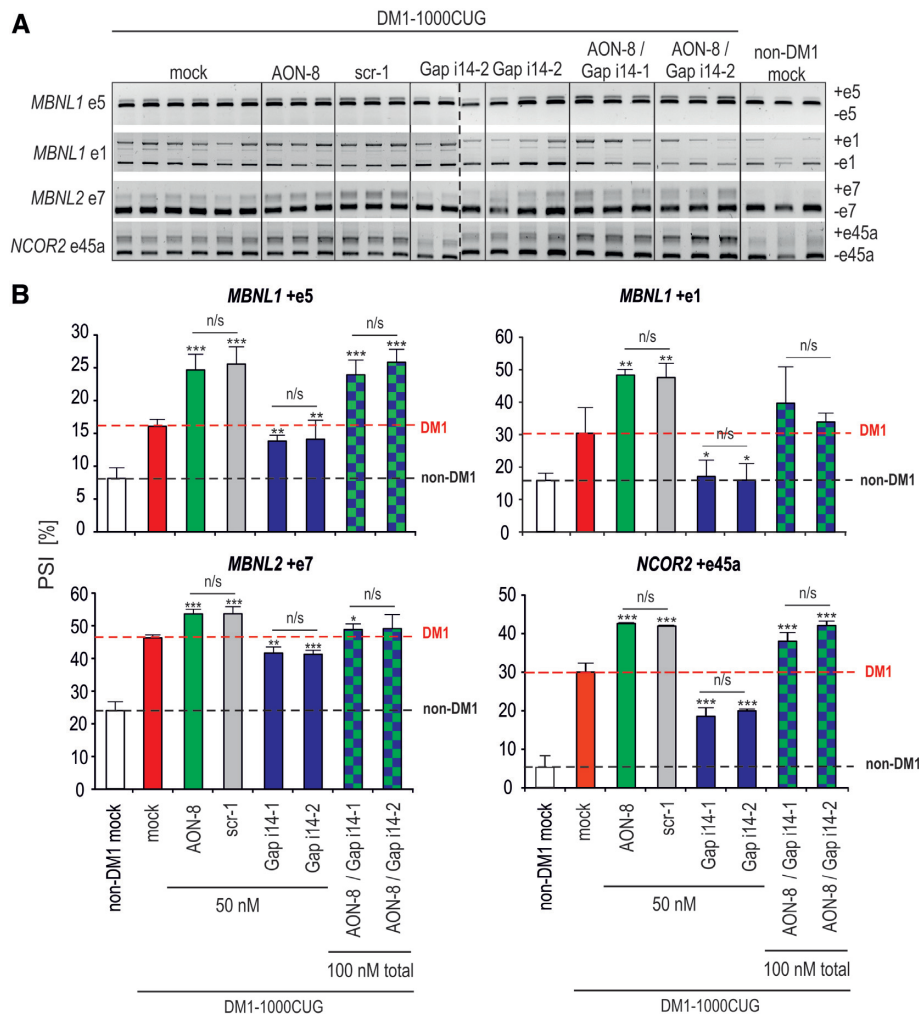 A
DM1-1000CUG
mock AON-8 scr-1 Gap i14-2 Gap i14-2 AON-8 / Gap i14-1 AON-8 / Gap i14-2 non-DM1 mock
MBNL1 e5 +e5
-e5
MBNL1 e1 +e1
-e1
MBNL2 e7 +e7
-e7
NCOR2 e45a +e45a
-e45a
B
PSI [%]
MBNL1 +e5
30
25
20
15
10
5
0
*** *** ** ** *** ***
n/s n/s n/s
DM1
non-DM1
MBNL1 +e1
60
50
40
30
20
10
0
** ** * *
n/s n/s n/s
DM1
non-DM1
MBNL2 +e7
60
50
40
30
20
10
0
*** *** ** *** *
n/s n/s n/s
DM1
non-DM1
non-DM1 mock
mock
AON-8
scr-1
Gap i14-1
Gap i14-2
AON-8 / Gap i14-1
AON-8 / Gap i14-2
50 nM
100 nM total
DM1-1000CUG
NCOR2 +e45a
50
40
30
20
10
0
*** *** *** *** *** ***
n/s n/s n/s
DM1
non-DM1
non-DM1 mock
mock
AON-8
scr-1
Gap i14-1
Gap i14-2
AON-8 / Gap i14-1
AON-8 / Gap i14-2
50 nM
100 nM total
DM1-1000CUG